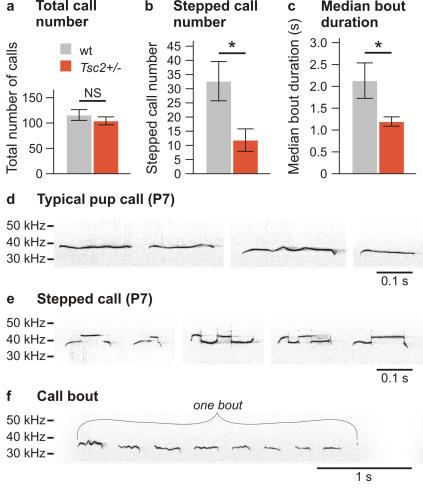 a Total call number
b Stepped call number
c Median bout duration
Total number of calls
150
100
50
0
wt
Tsc2+/-
NS
Stepped call number
45
40
35
30
25
20
15
10
5
0
*
Median bout duration (s)
3.0
2.5
2.0
1.5
1.0
0.5
0
*
d Typical pup call (P7)
50 kHz
40 kHz
30 kHz
0.1 s
e Stepped call (P7)
50 kHz
40 kHz
30 kHz
0.1 s
f Call bout
one bout
50 kHz
40 kHz
30 kHz
1 s